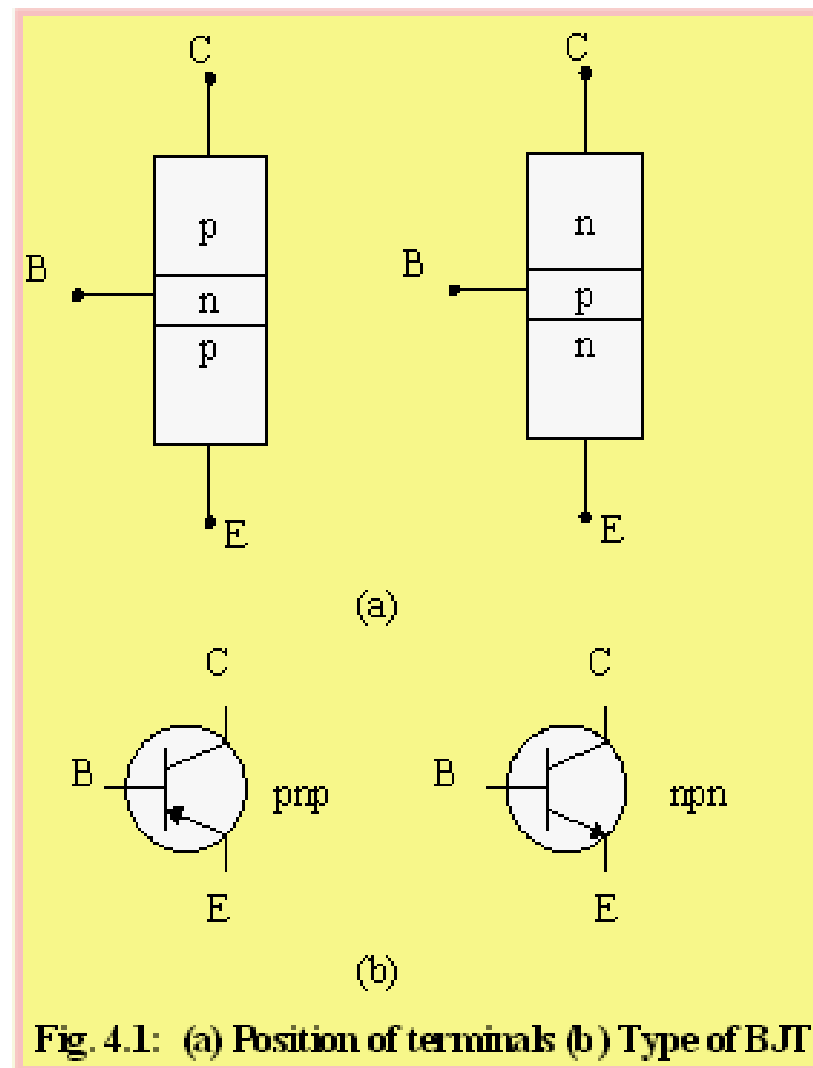 C C
p n
B B
n p
p n
E E
(a)
C C
B pnp B npn
E E
(b)
Fig. 4.1: (a) Position of terminals (b) Type of BJT